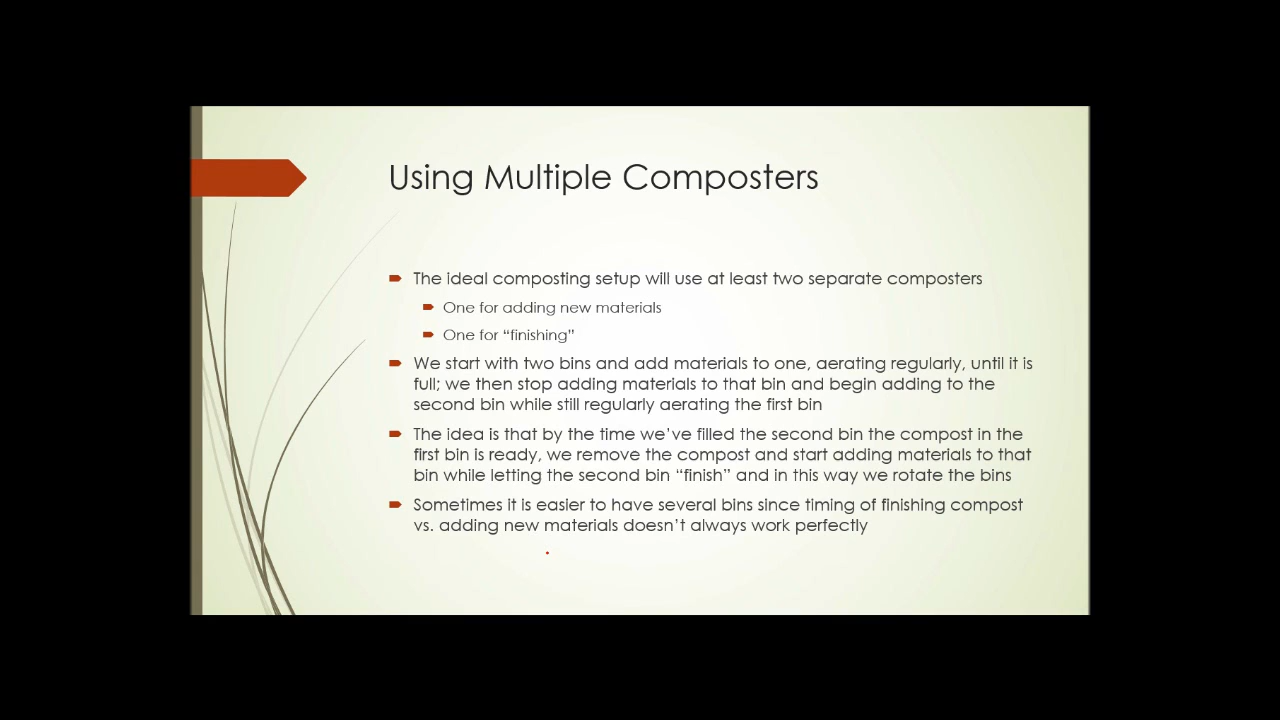 Using Multiple Composters
The ideal composting setup will use at least two separate composters
One for adding new materials
One for “finishing”
We start with two bins and add materials to one, aerating regularly, until it is
full; we then stop adding materials to that bin and begin adding to the
second bin while still regularly aerating the first bin
The idea is that by the time we’ve filled the second bin the compost in the
first bin is ready, we remove the compost and start adding materials to that
bin while letting the second bin “finish” and in this way we rotate the bins
Sometimes it is easier to have several bins since timing of finishing compost
vs. adding new materials doesn’t always work perfectly